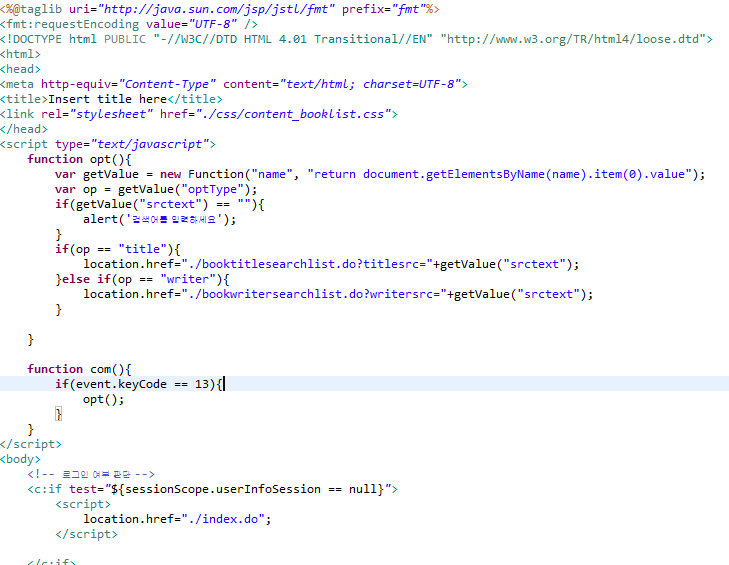 <%@taglib uri="http://java.sun.com/jsp/jstl/fmt" prefix="fmt"%>
<fmt:requestEncoding value="UTF-8" />
<!DOCTYPE html PUBLIC "-//W3C//DTD HTML 4.01 Transitional//EN" "http://www.w3.org/TR/html4/loose.dtd">
<html>
<head>
<meta http-equiv="Content-Type" content="text/html; charset=UTF-8">
<title>Insert title here</title>
<link rel="stylesheet" href="./css/content_booklist.css">
</head>
<script type="text/javascript">
    function opt(){
        var getValue = new Function("name", "return document.getElementsByName(name).item(0).value");
        var op = getValue("optType");
        if(getValue("srctext") == ""){
            alert('검색어를 입력하세요');
        }
        if(op == "title"){
            location.href="./booktitlesearchlist.do?titlesrc="+getValue("srctext");
        }else if(op == "writer"){
            location.href="./bookwritersearchlist.do?writersrc="+getValue("srctext");
        }

    }

    function com(){
        if(event.keyCode == 13){
            opt();
        }
    }
</script>
<body>
    <!-- 로그인 여부 판단 -->
    <c:if test="${sessionScope.userInfoSession == null}">
        <script>
            location.href="./index.do";
        </script>

    </c:if>